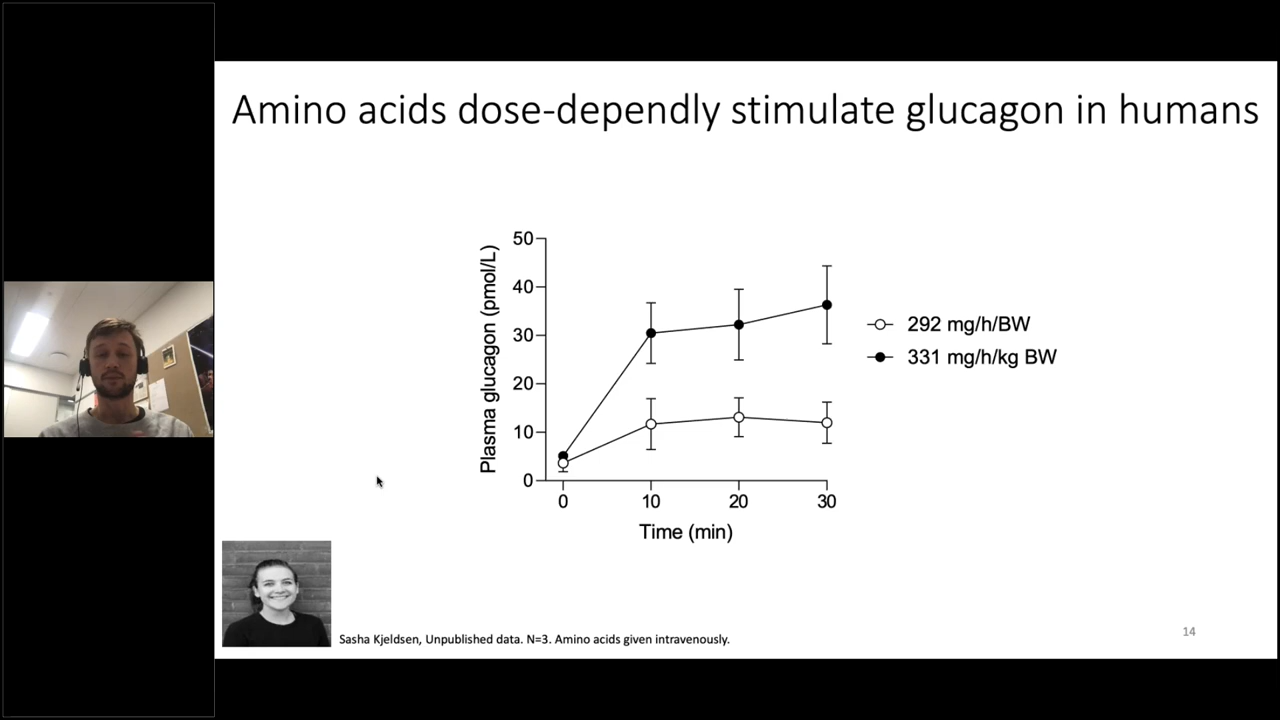 Amino acids dose-dependly stimulate glucagon in humans
Plasma glucagon (pmol/L)
50
40
30
20
10
0
0 10 20 30
Time (min)
292 mg/h/BW
331 mg/h/kg BW
Sasha Kjeldsen, Unpublished data. N=3. Amino acids given intravenously.
14